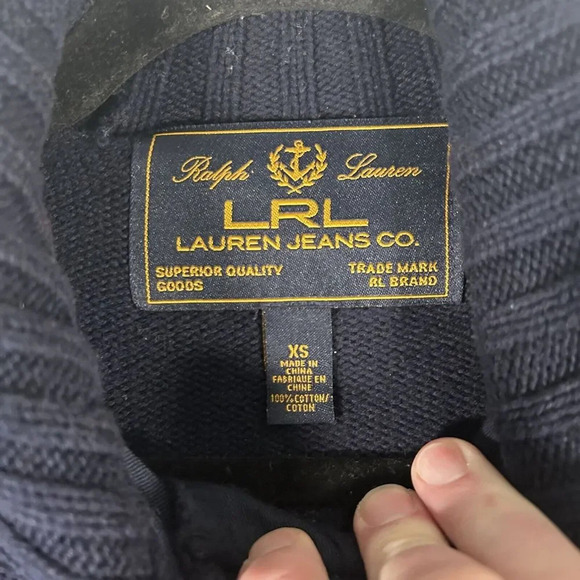 Ralph Lauren
LRL
LAUREN JEANS CO.
SUPERIOR QUALITY GOODS
TRADE MARK RL BRAND
XS
MADE IN
CHINA
FABRIQUE EN
CHINE
100% COTTON/
COTON